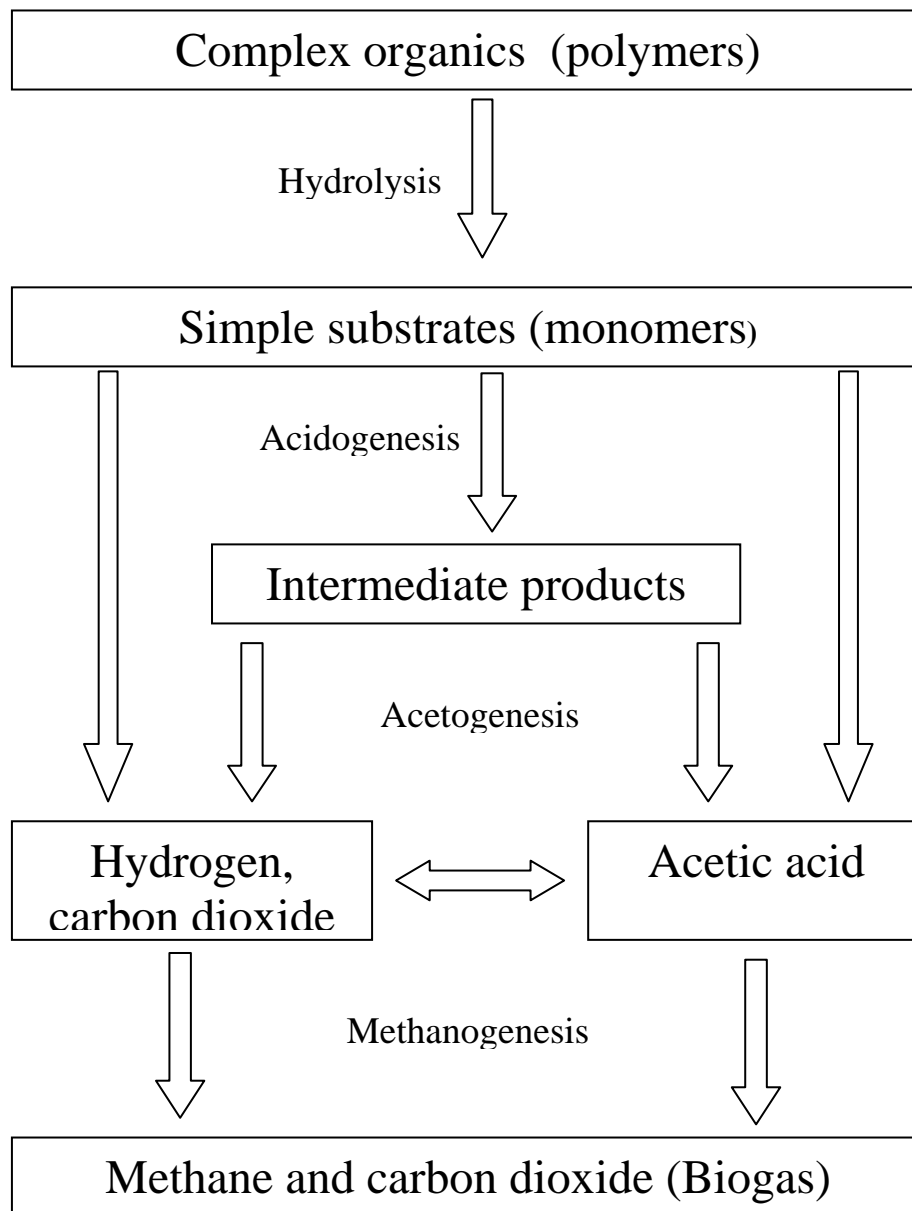 Complex organics (polymers)
Hydrolysis
Simple substrates (monomers)
Acidogenesis
Intermediate products
Acetogenesis
Hydrogen,
carbon dioxide
Acetic acid
Methanogenesis
Methane and carbon dioxide (Biogas)